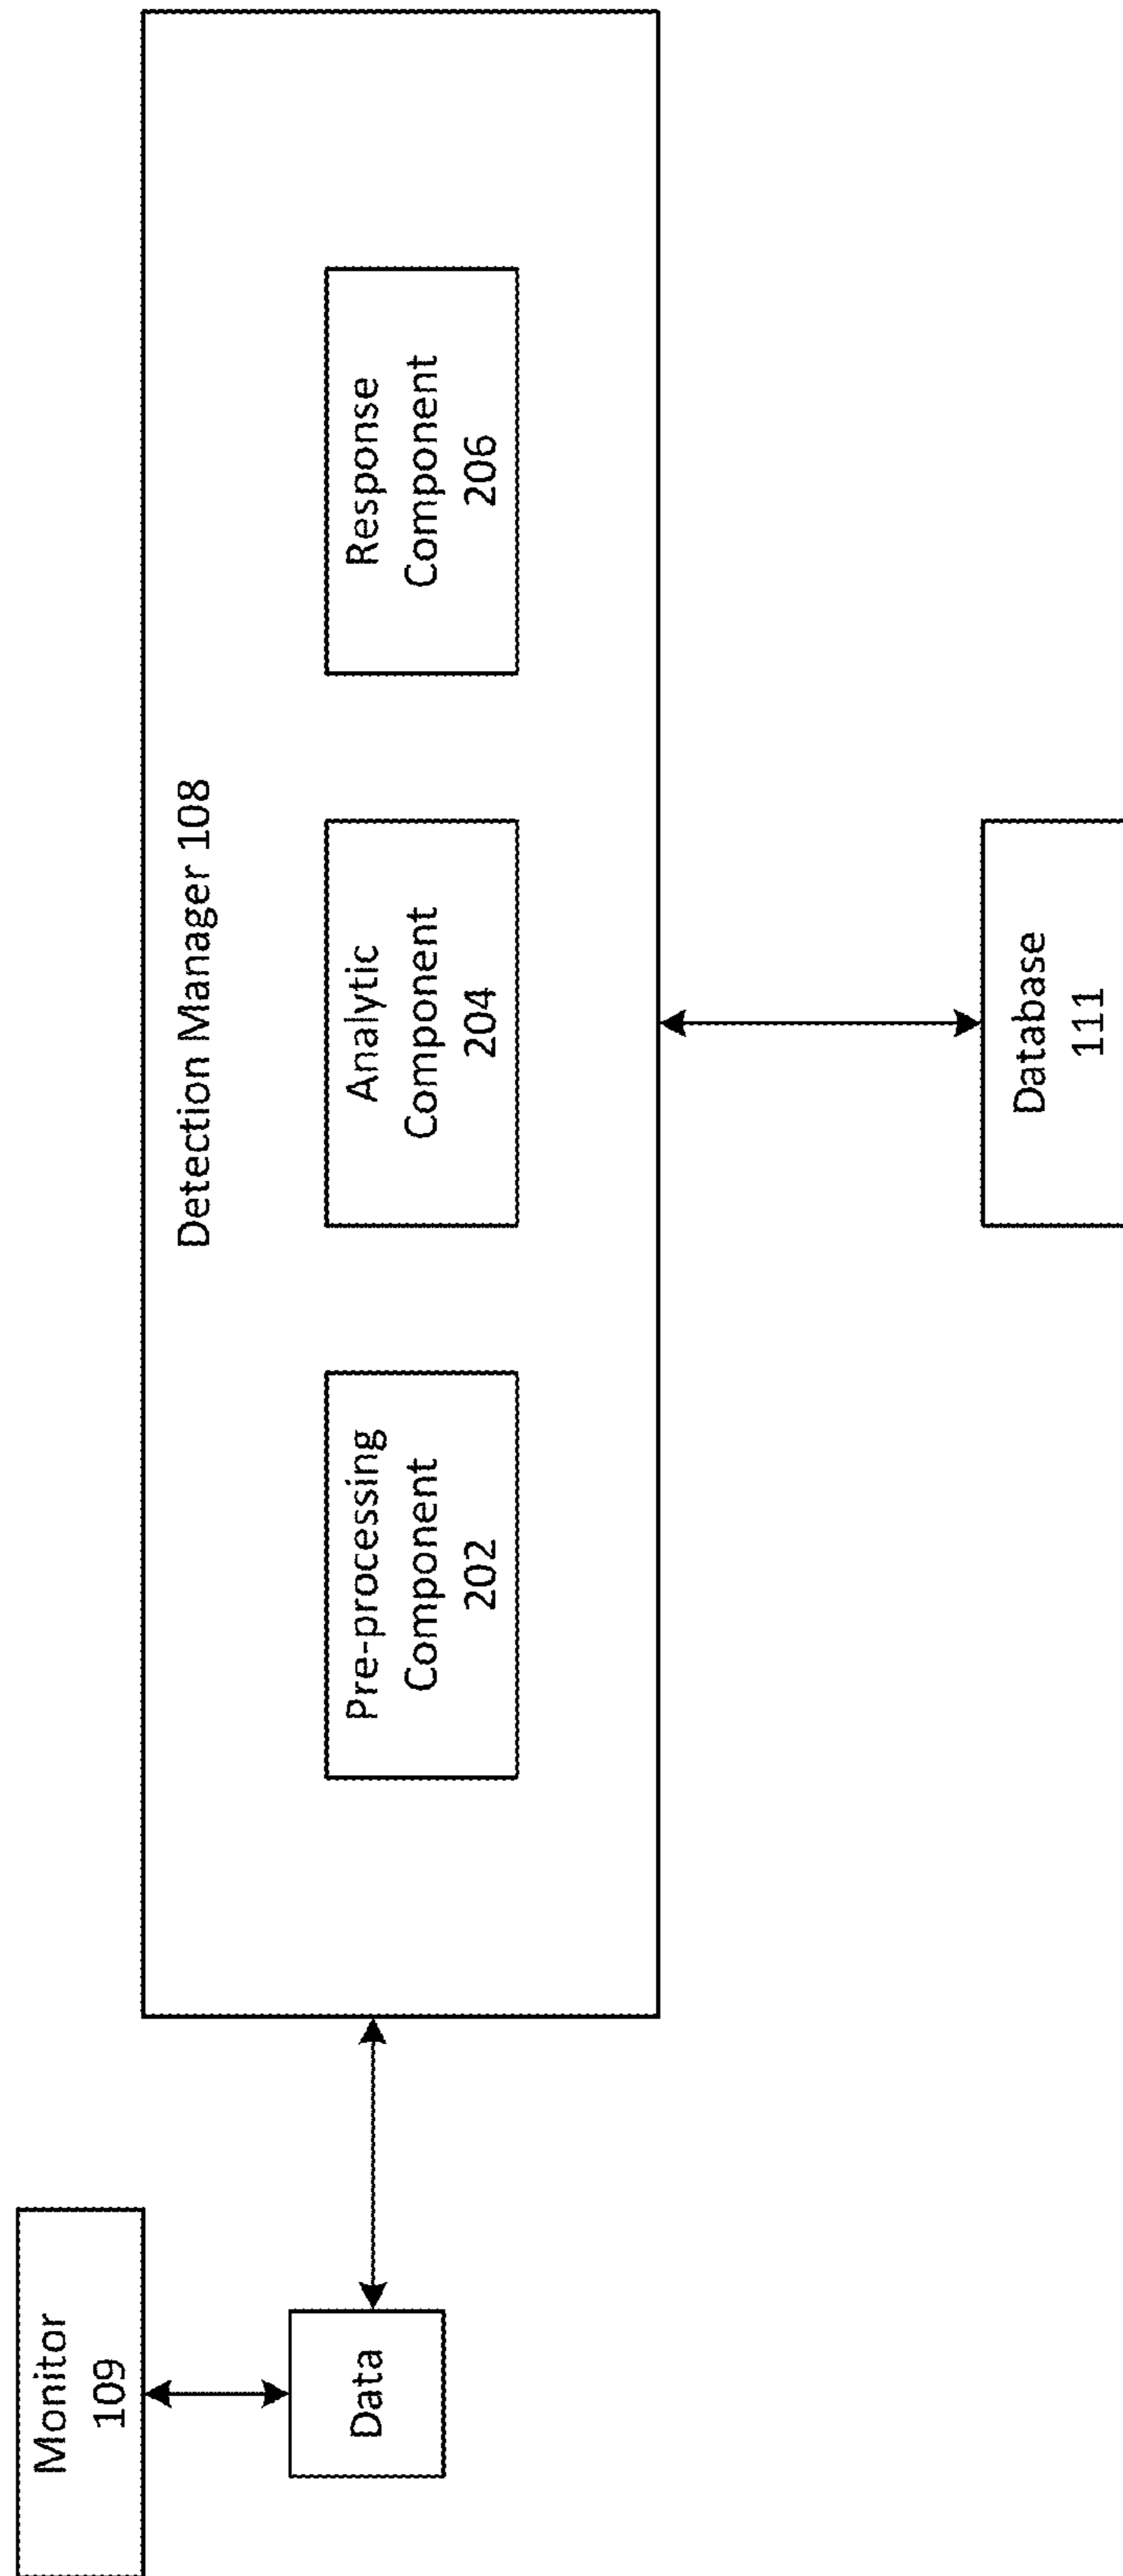 Monitor
109
Data
Detection Manager 108
Pre-processing
Component
202
Analytic
Component
204
Response
Component
206
Database
111